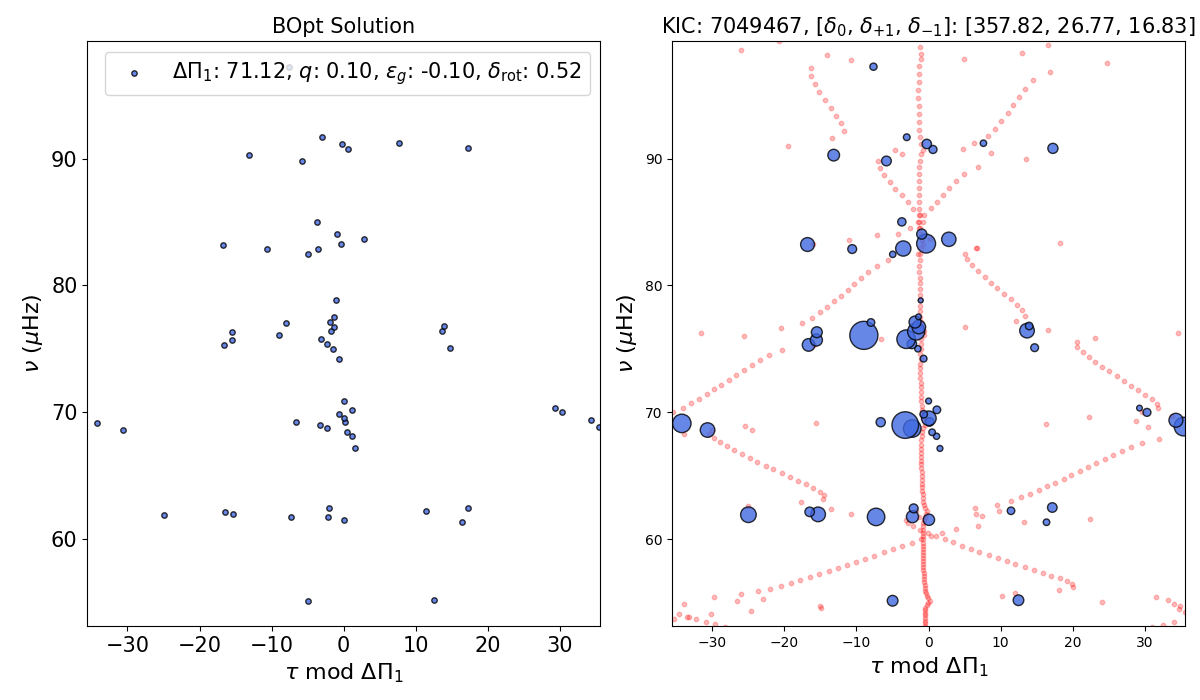 BOpt Solution
KIC: 7049467, [δ₀, δ₊₁, δ₋₁]: [357.82, 26.77, 16.83]
ΔΠ₁: 71.12, q: 0.10, εg: -0.10, δrot: 0.52
90
80
70
60
ν (μHz)
−30 −20 −10 0 10 20 30
τ mod ΔΠ₁
90
80
70
60
ν (μHz)
−30 −20 −10 0 10 20 30
τ mod ΔΠ₁